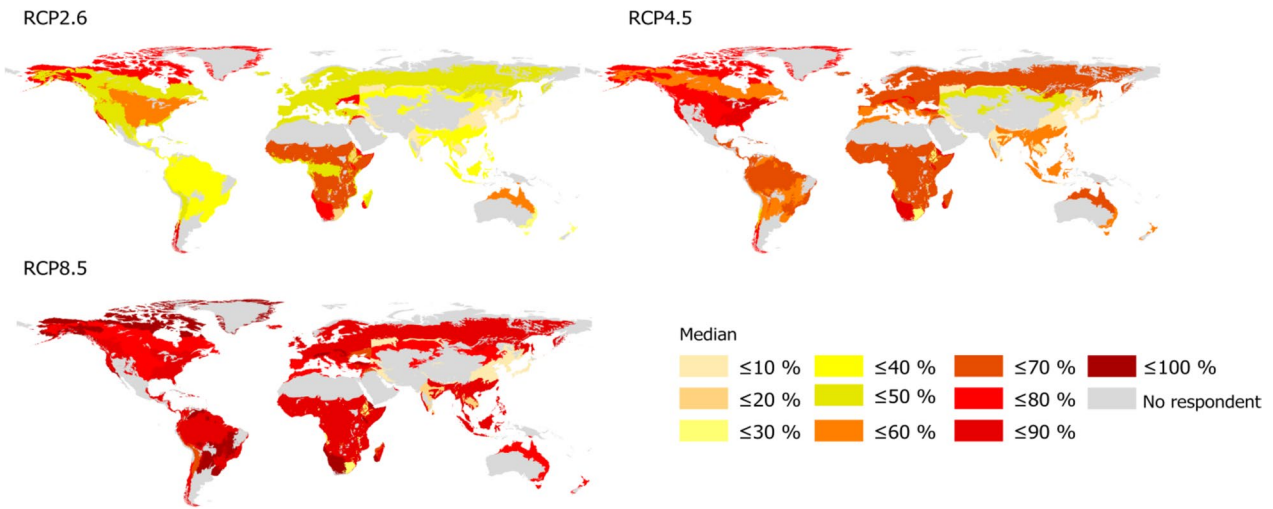 RCP2.6
RCP4.5
RCP8.5
Median
≤10 % ≤40 % ≤70 % ≤100 %
≤20 % ≤50 % ≤80 % No respondent
≤30 % ≤60 % ≤90 %